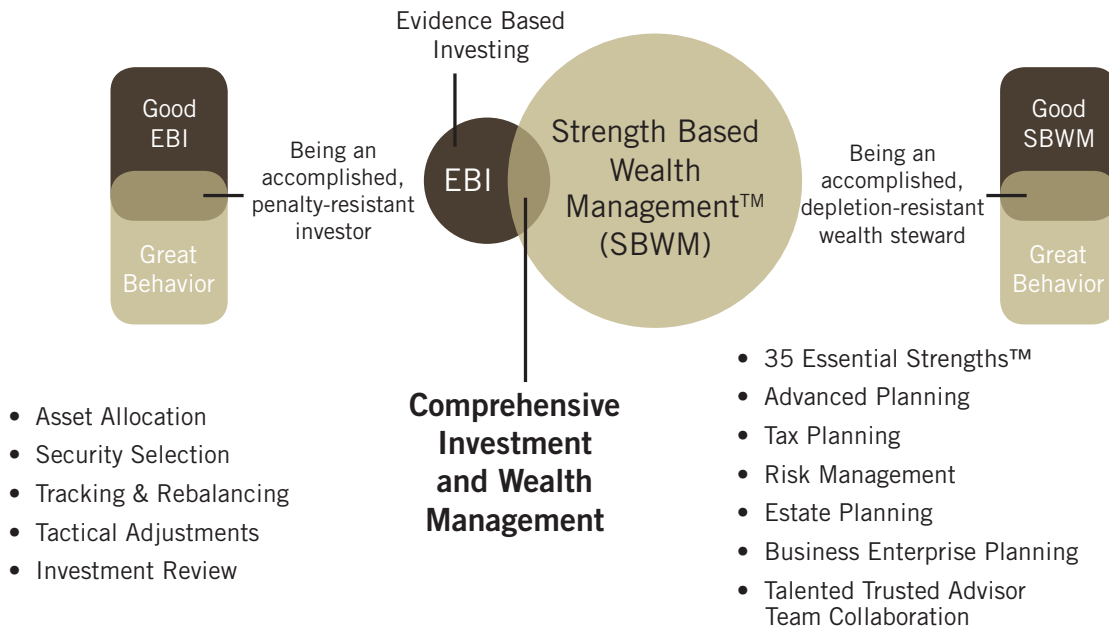 Evidence Based
Investing
Good
EBI
Great
Behavior
Being an
accomplished,
penalty-resistant
investor
EBI
Strength Based
Wealth
Management™
(SBWM)
Being an
accomplished,
depletion-resistant
wealth steward
Good
SBWM
Great
Behavior
Comprehensive
Investment
and Wealth
Management
• Asset Allocation
• Security Selection
• Tracking & Rebalancing
• Tactical Adjustments
• Investment Review
• 35 Essential Strengths™
• Advanced Planning
• Tax Planning
• Risk Management
• Estate Planning
• Business Enterprise Planning
• Talented Trusted Advisor
Team Collaboration